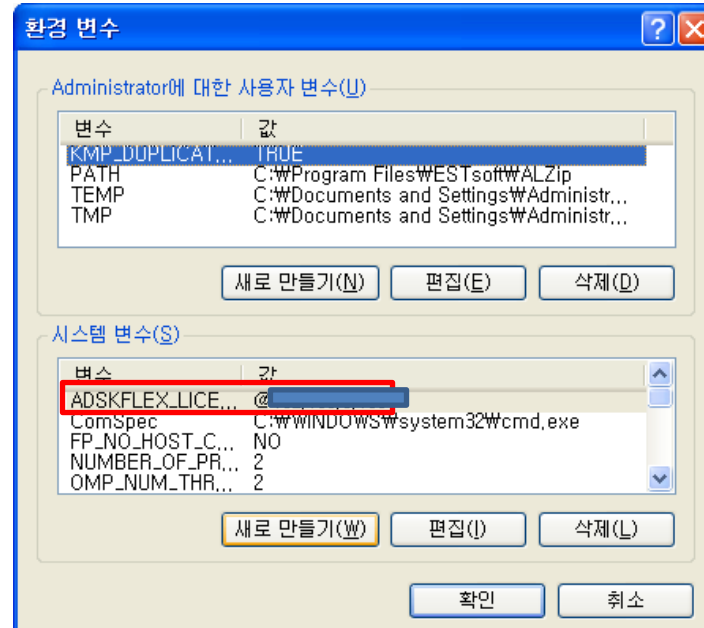 환경 변수
Administrator에 대한 사용자 변수(U)
변수 값
KMP_DUPLICAT... TRUE
PATH C:\Program Files\ESTsoft\ALZip
TEMP C:\Documents and Settings\Administr...
TMP C:\Documents and Settings\Administr...
새로 만들기(N) 편집(E) 삭제(D)
시스템 변수(S)
변수 값
ADSKFLEX_LICE... @
ComSpec C:\WINDOWS\system32\cmd.exe
FP_NO_HOST_C... NO
NUMBER_OF_PR... 2
OMP_NUM_THR... 2
새로 만들기(W) 편집(I) 삭제(L)
확인 취소